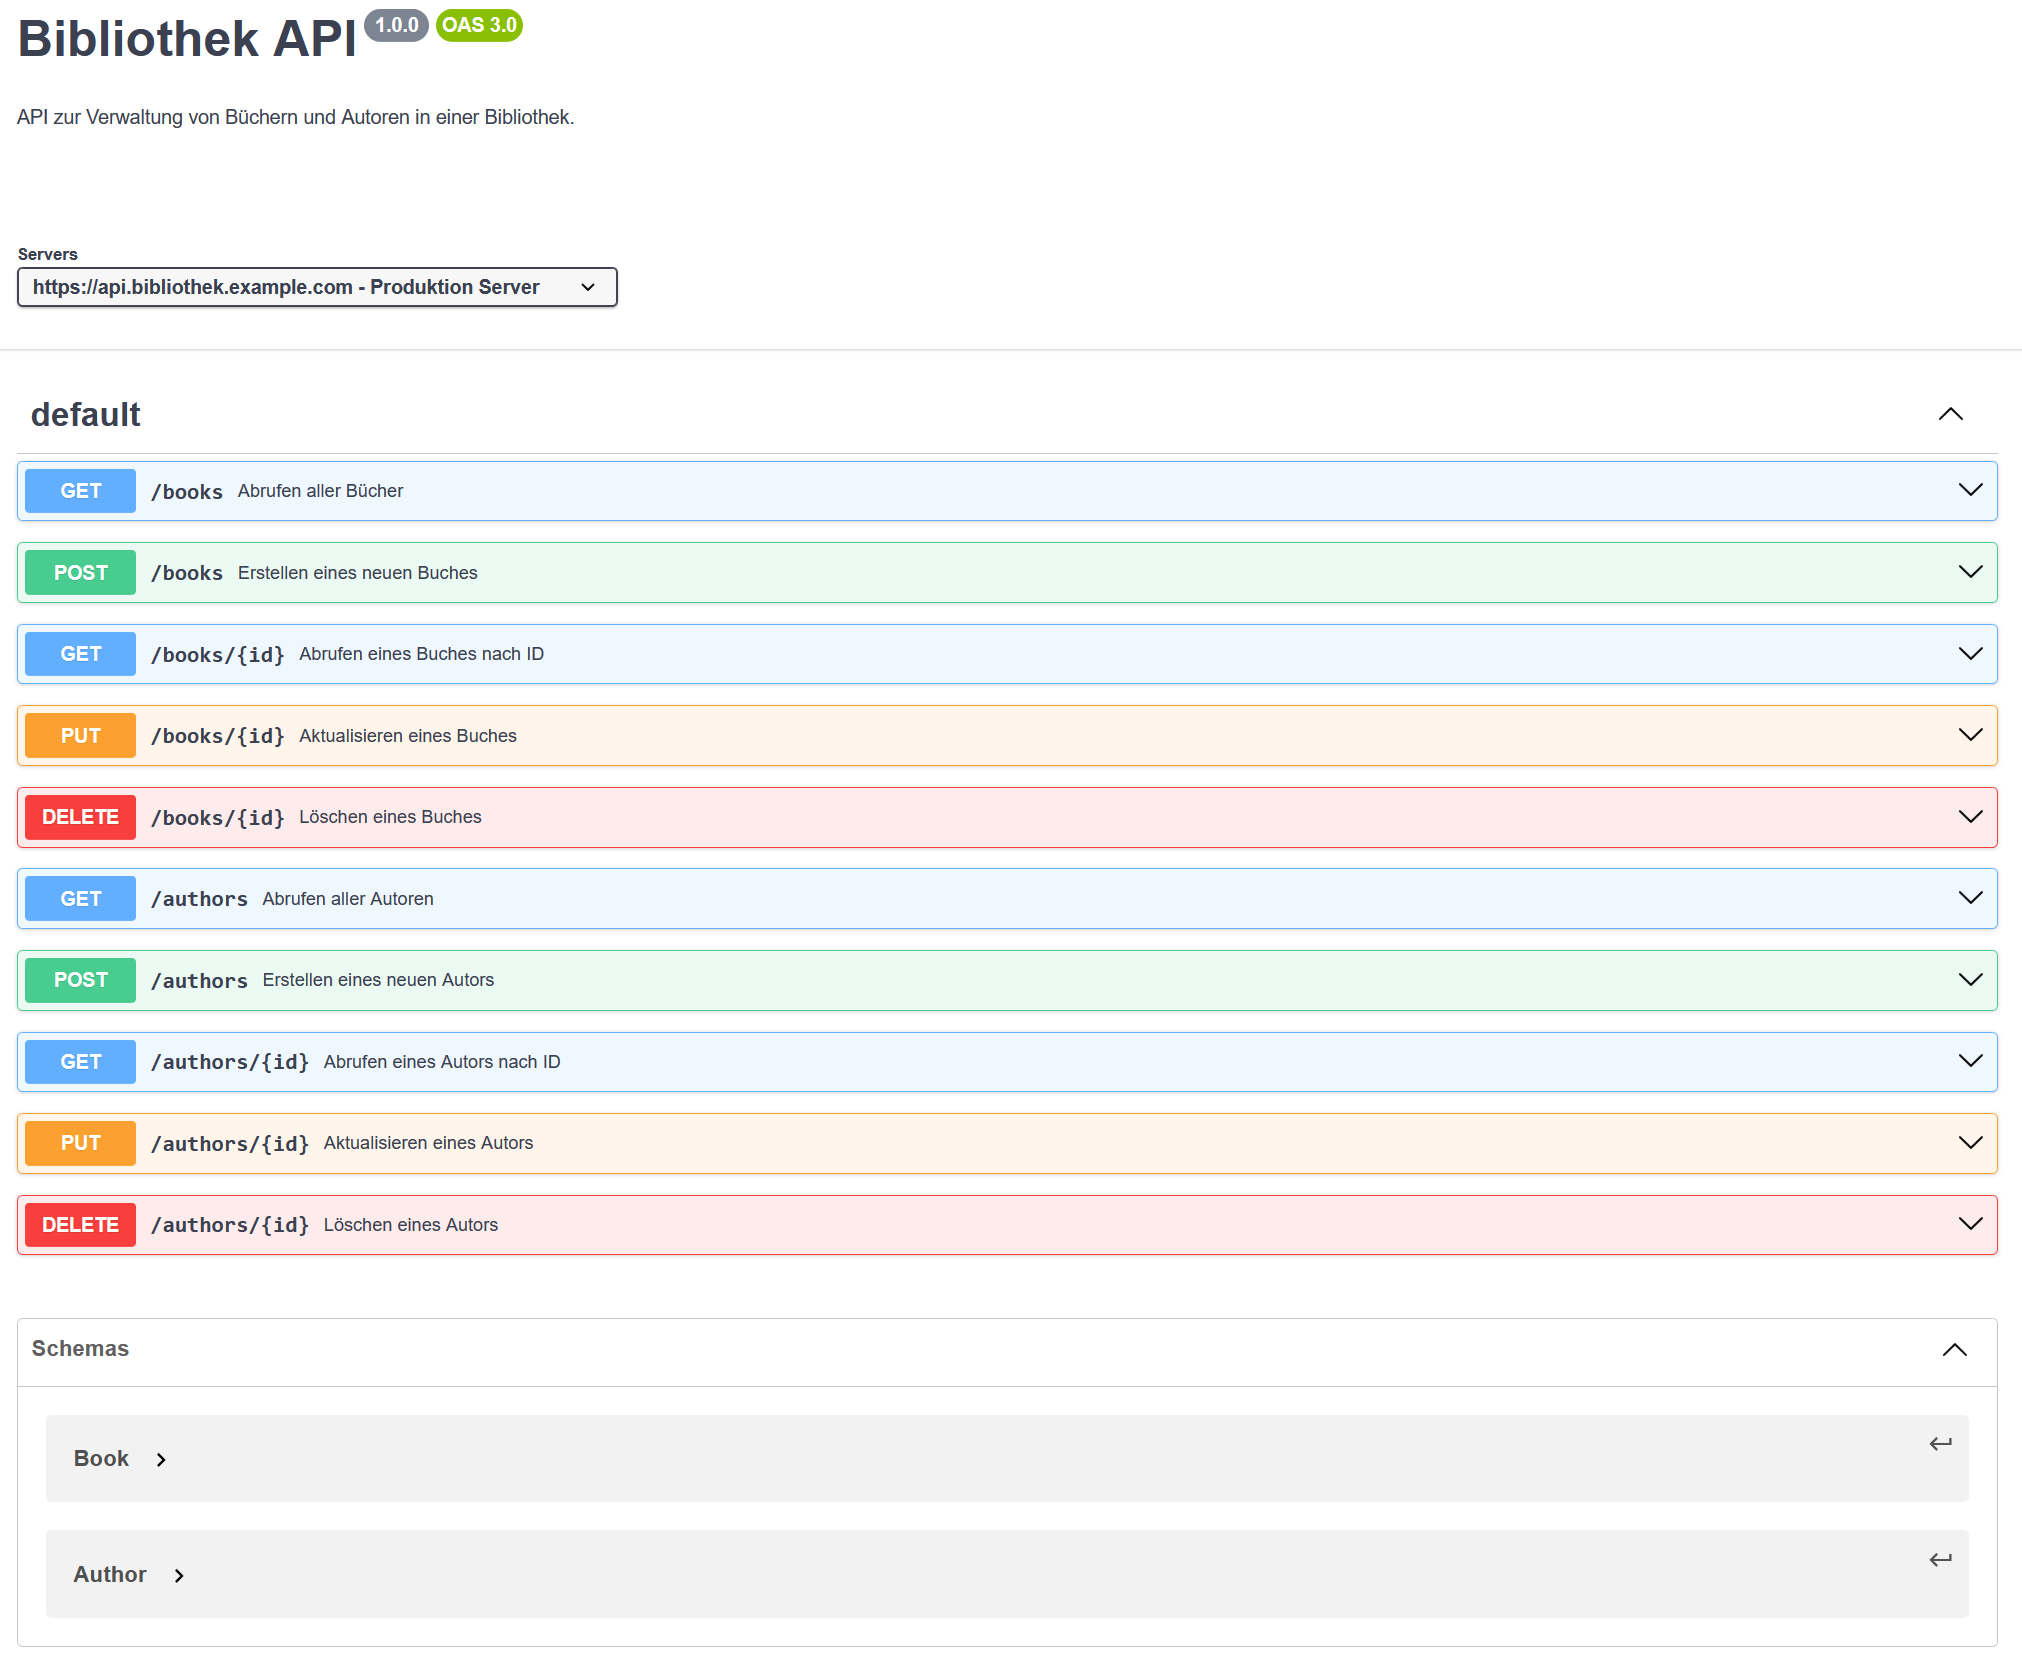 Bibliothek API 1.0.0 OAS 3.0
API zur Verwaltung von Büchern und Autoren in einer Bibliothek.
Servers
https://api.bibliothek.example.com - Produktion Server
default
GET /books Abrufen aller Bücher
POST /books Erstellen eines neuen Buches
GET /books/{id} Abrufen eines Buches nach ID
PUT /books/{id} Aktualisieren eines Buches
DELETE /books/{id} Löschen eines Buches
GET /authors Abrufen aller Autoren
POST /authors Erstellen eines neuen Autors
GET /authors/{id} Abrufen eines Autors nach ID
PUT /authors/{id} Aktualisieren eines Autors
DELETE /authors/{id} Löschen eines Autors
Schemas
Book
Author